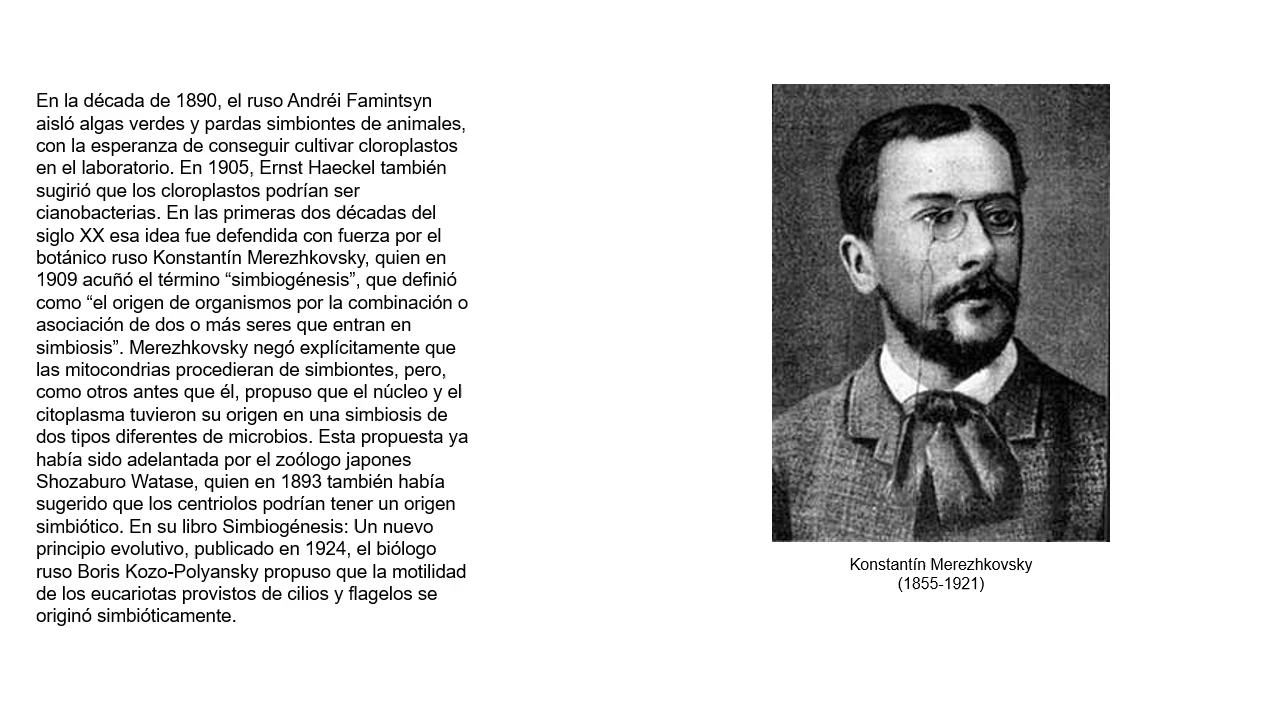 En la década de 1890, el ruso Andréi Famintsyn
aisló algas verdes y pardas simbiontes de animales,
con la esperanza de conseguir cultivar cloroplastos
en el laboratorio. En 1905, Ernst Haeckel también
sugirió que los cloroplastos podrían ser
cianobacterias. En las primeras dos décadas del
siglo XX esa idea fue defendida con fuerza por el
botánico ruso Konstantín Merezhkovsky, quien en
1909 acuñó el término “simbiogénesis”, que definió
como “el origen de organismos por la combinación o
asociación de dos o más seres que entran en
simbiosis”. Merezhkovsky negó explícitamente que
las mitocondrias procedieran de simbiontes, pero,
como otros antes que él, propuso que el núcleo y el
citoplasma tuvieron su origen en una simbiosis de
dos tipos diferentes de microbios. Esta propuesta ya
había sido adelantada por el zoólogo japones
Shozaburo Watase, quien en 1893 también había
sugerido que los centriolos podrían tener un origen
simbiótico. En su libro Simbiogénesis: Un nuevo
principio evolutivo, publicado en 1924, el biólogo
ruso Boris Kozo-Polyansky propuso que la motilidad
de los eucariotas provistos de cilios y flagelos se
originó simbióticamente.
Konstantín Merezhkovsky
(1855-1921)